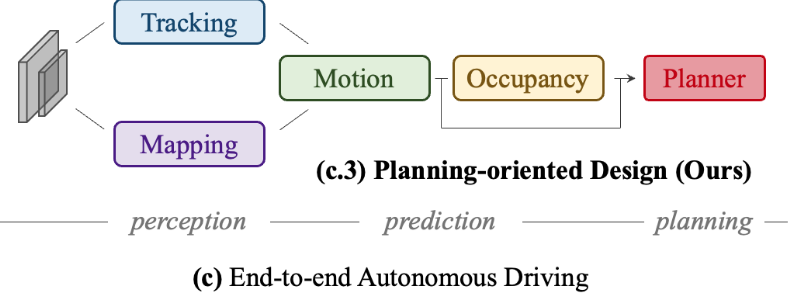 Tracking
Motion
Occupancy
Planner
Mapping
(c.3) Planning-oriented Design (Ours)
perception
prediction
planning
(c) End-to-end Autonomous Driving